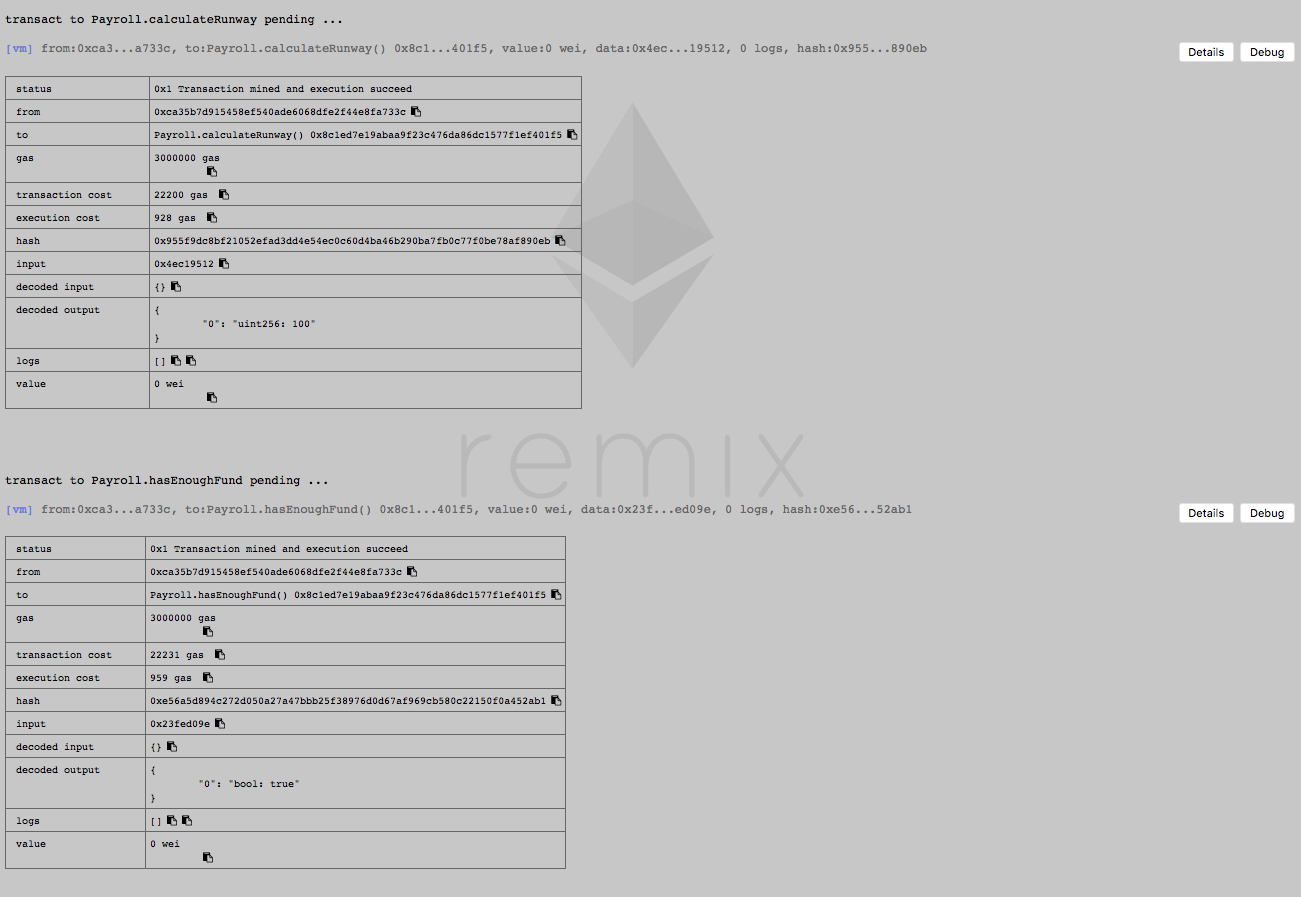 transact to Payroll.calculateRunway pending ...
[vm] from:0xca3...a733c, to:Payroll.calculateRunway() 0x8c1...401f5, value:0 wei, data:0x4ec...19512, 0 logs, hash:0x955...890eb
Details Debug
status 0x1 Transaction mined and execution succeed
from 0xca35b7d915458ef540ade6068dfe2f44e8fa733c
to Payroll.calculateRunway() 0x8c1ed7e19abaa9f23c476da86dc1577f1ef401f5
gas 3000000 gas
transaction cost 22200 gas
execution cost 928 gas
hash 0x955f9dc8bf21052efad3dd4e54ec0c60d4ba46b290ba7fb0c77f0be78af890eb
input 0x4ec19512
decoded input {}
decoded output {
"0": "uint256: 100"
}
logs []
value 0 wei
remix
transact to Payroll.hasEnoughFund pending ...
[vm] from:0xca3...a733c, to:Payroll.hasEnoughFund() 0x8c1...401f5, value:0 wei, data:0x23f...ed09e, 0 logs, hash:0xe56...52ab1
Details Debug
status 0x1 Transaction mined and execution succeed
from 0xca35b7d915458ef540ade6068dfe2f44e8fa733c
to Payroll.hasEnoughFund() 0x8c1ed7e19abaa9f23c476da86dc1577f1ef401f5
gas 3000000 gas
transaction cost 22231 gas
execution cost 959 gas
hash 0xe56a5d894c272d050a27a47bbb25f38976d0d67af969cb580c22150f0a452ab1
input 0x23fed09e
decoded input {}
decoded output {
"0": "bool: true"
}
logs []
value 0 wei